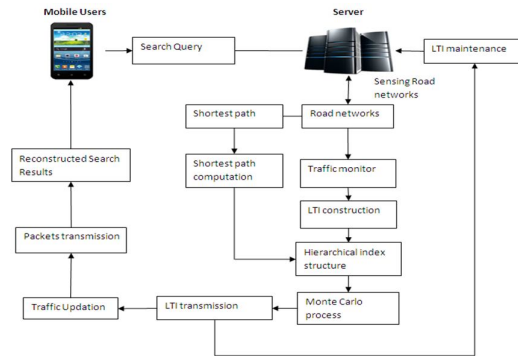 Mobile Users
Server
Search Query
LTI maintenance
Sensing Road
networks
Shortest path
Road networks
Reconstructed Search
Results
Shortest path
computation
Traffic monitor
LTI construction
Packets transmission
Hierarchical index
structure
Traffic Updation
LTI transmission
Monte Carlo
process